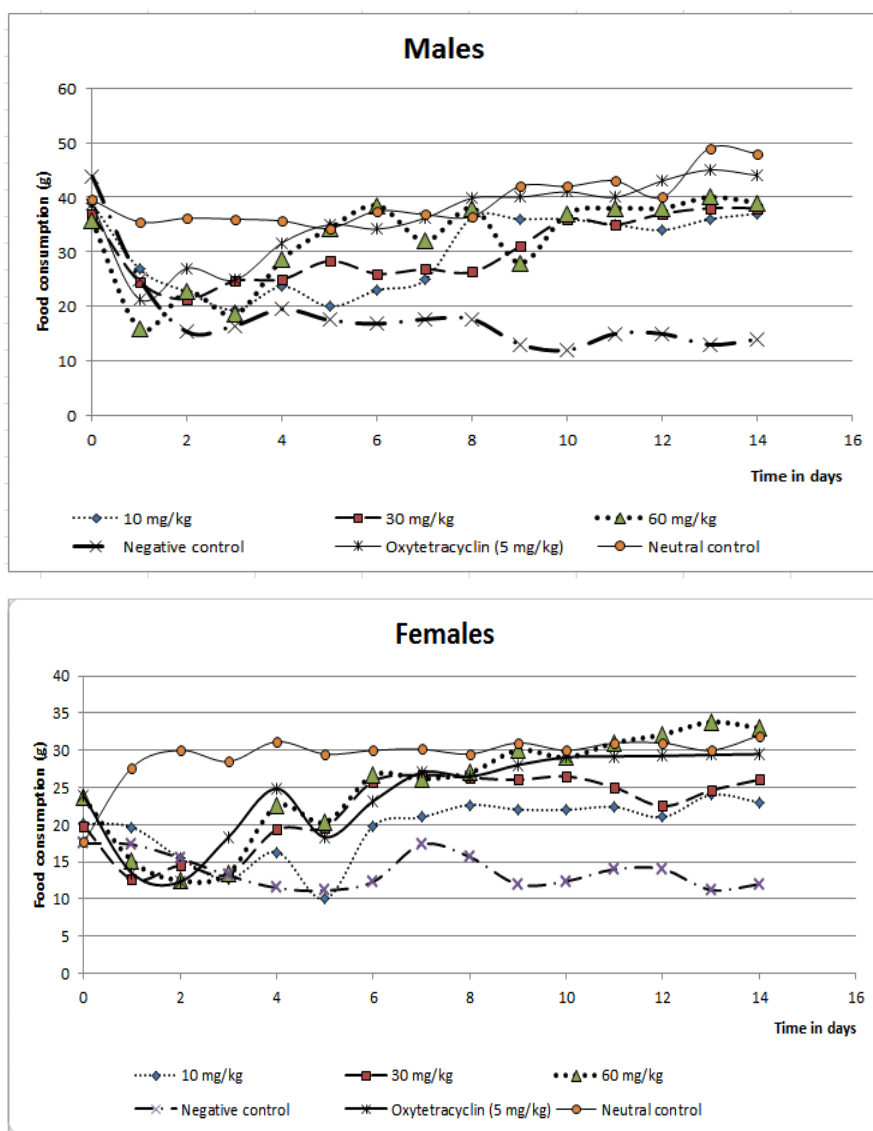 Males
60
50
40
30
20
10
0
Food consumption (g)
0 2 4 6 8 10 12 14 16
Time in days
10 mg/kg 30 mg/kg 60 mg/kg
Negative control Oxytetracyclin (5 mg/kg) Neutral control
Females
40
35
30
25
20
15
10
5
0
Food consumption (g)
0 2 4 6 8 10 12 14 16
Time in days
10 mg/kg 30 mg/kg 60 mg/kg
Negative control Oxytetracyclin (5 mg/kg) Neutral control